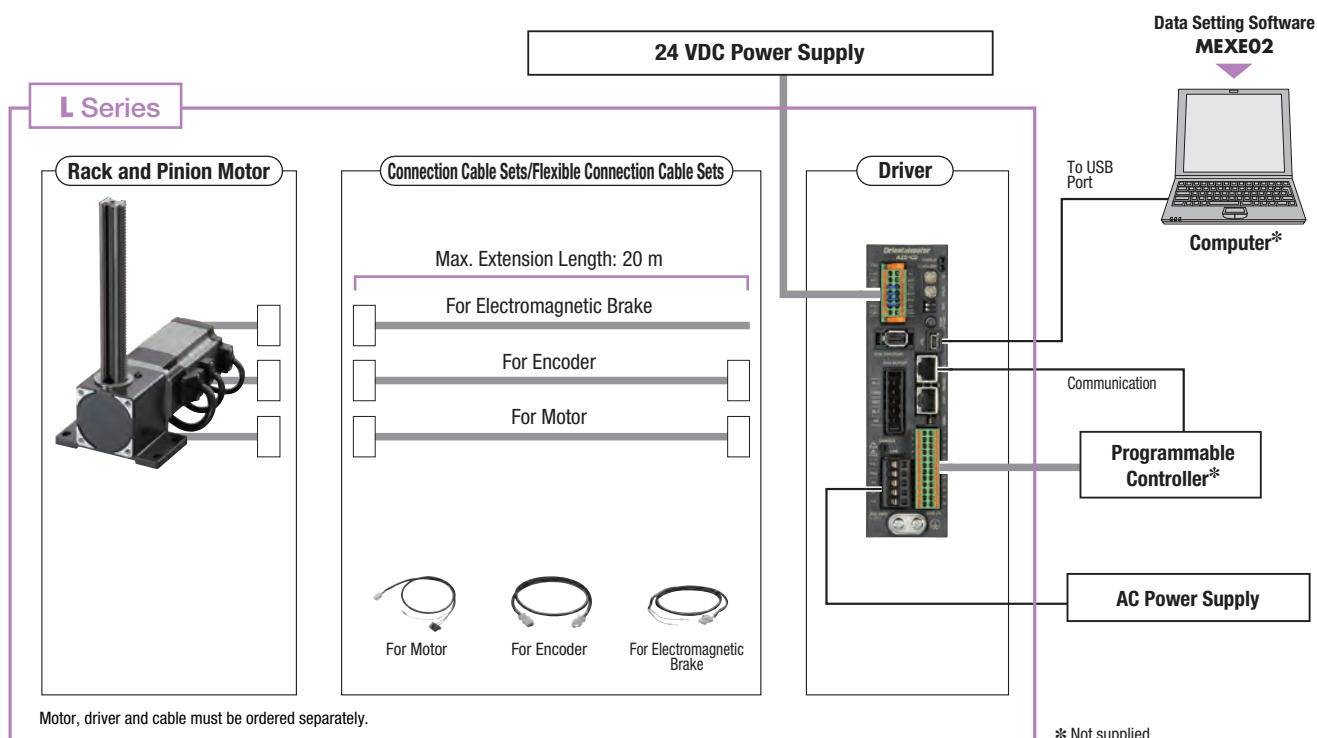 Data Setting Software
MEXE02
24 VDC Power Supply
L Series
Rack and Pinion Motor
Connection Cable Sets/Flexible Connection Cable Sets
Driver
To USB
Port
Computer*
Max. Extension Length: 20 m
For Electromagnetic Brake
For Encoder
For Motor
Orientalmotor
Communication
Programmable
Controller*
AC Power Supply
For Motor
For Encoder
For Electromagnetic
Brake
Motor, driver and cable must be ordered separately.
* Not supplied